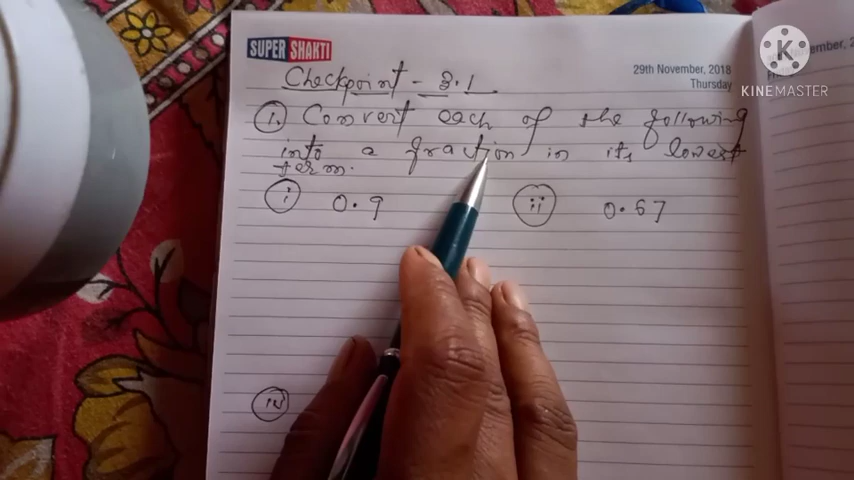 SUPER SHAKTI
29th November, 2018
Thursday
KINEMASTER
Checkpoint - 3.1
1. Convert each of the following
into a fraction in its lowest
term.
i 0.9 ii 0.67
iv